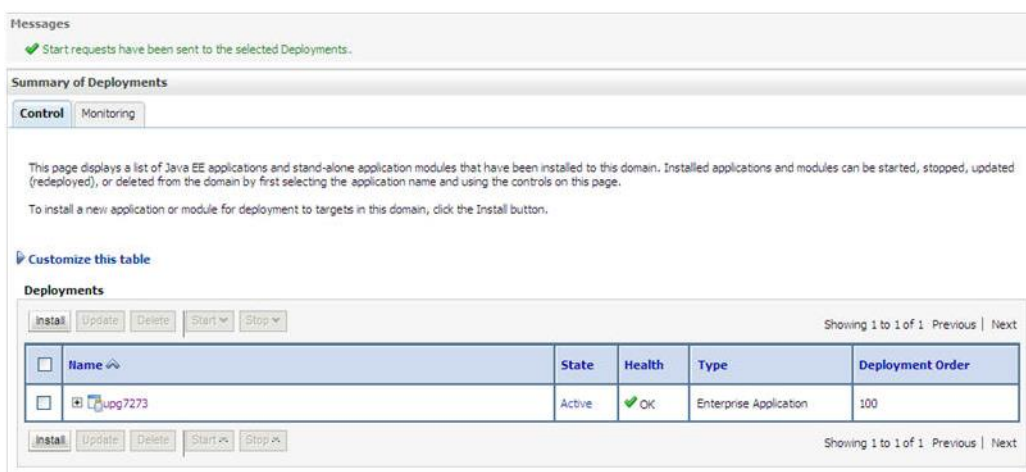 Messages
Start requests have been sent to the selected Deployments.
Summary of Deployments
Control Monitoring
This page displays a list of Java EE applications and stand-alone application modules that have been installed to this domain. Installed applications and modules can be started, stopped, updated
(redeployed), or deleted from the domain by first selecting the application name and using the controls on this page.
To install a new application or module for deployment to targets in this domain, click the Install button.
Customize this table
Deployments
Install Update Delete Start Stop Showing 1 to 1 of 1 Previous | Next
Name State Health Type Deployment Order
upg7273 Active OK Enterprise Application 100
Install Update Delete Start Stop Showing 1 to 1 of 1 Previous | Next